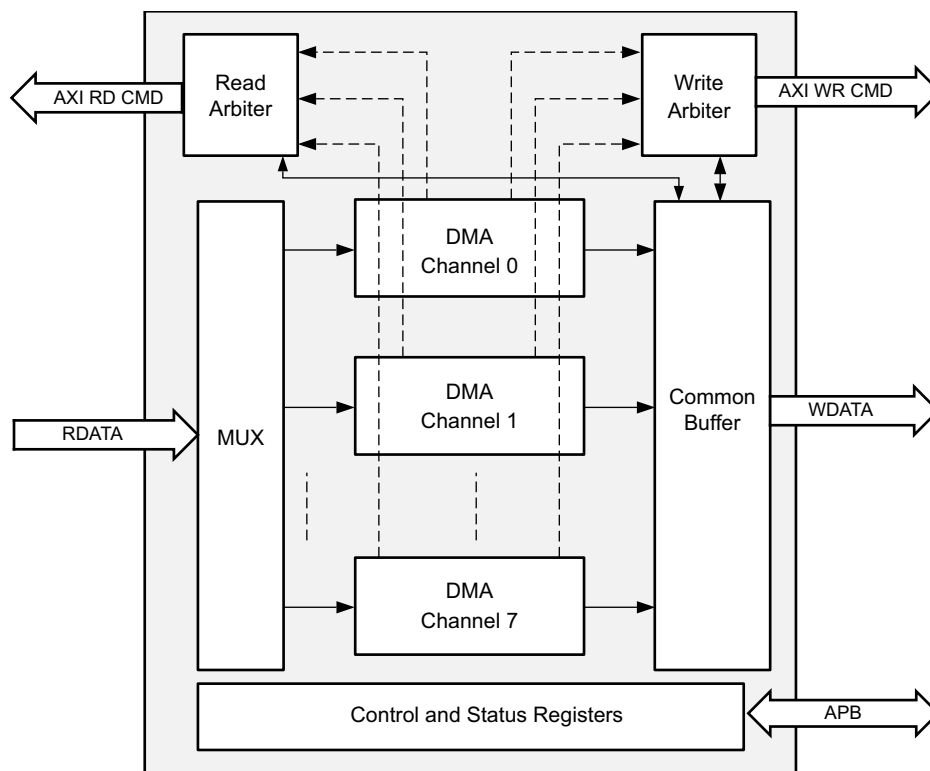 AXI RD CMD
Read
Arbiter
Write
Arbiter
AXI WR CMD
DMA
Channel 0
RDATA
MUX
DMA
Channel 1
Common
Buffer
WDATA
DMA
Channel 7
Control and Status Registers
APB